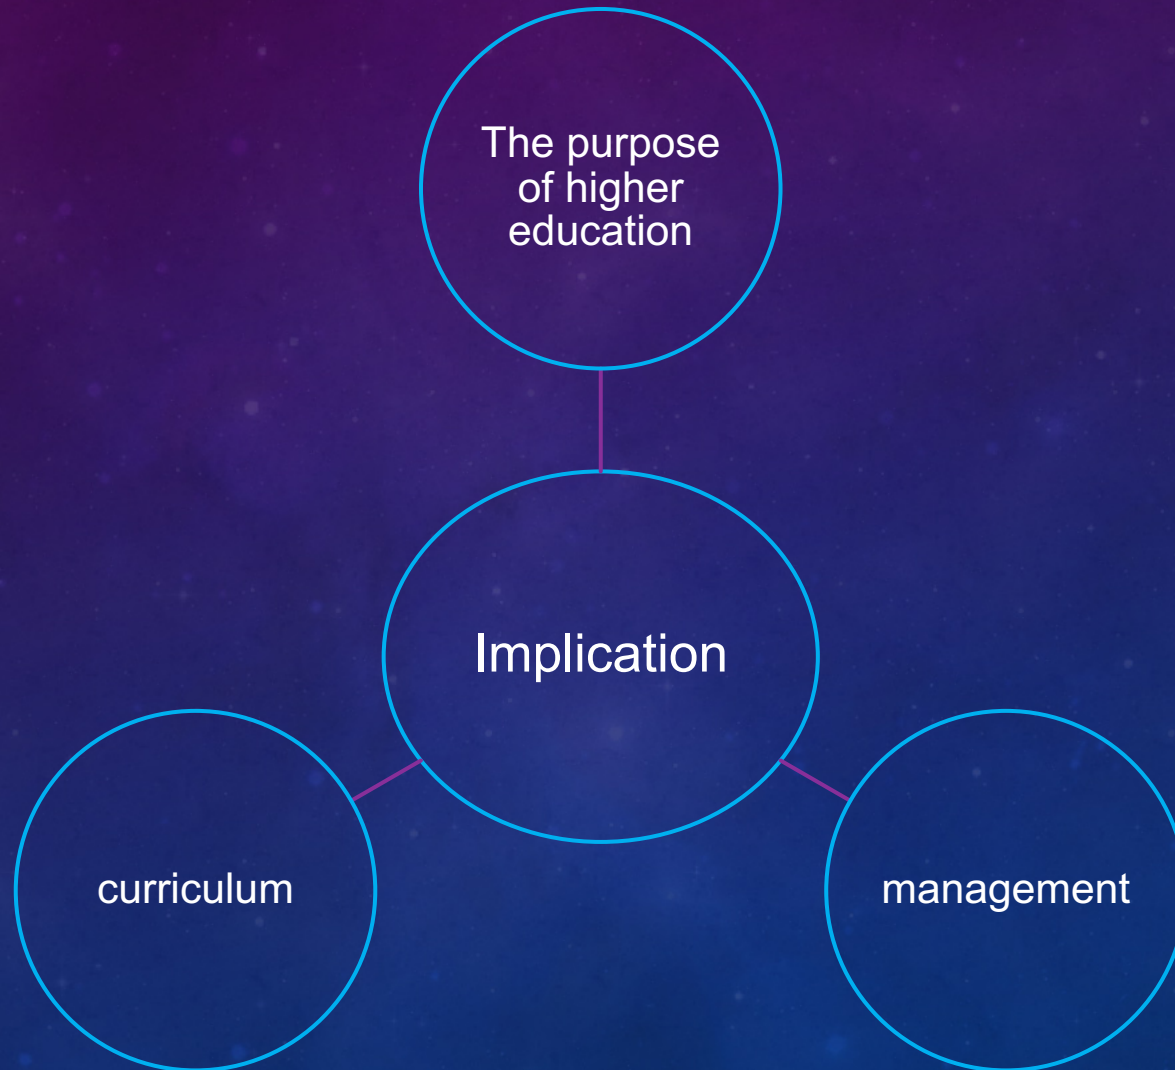 The purpose
of higher
education
Implication
curriculum
management